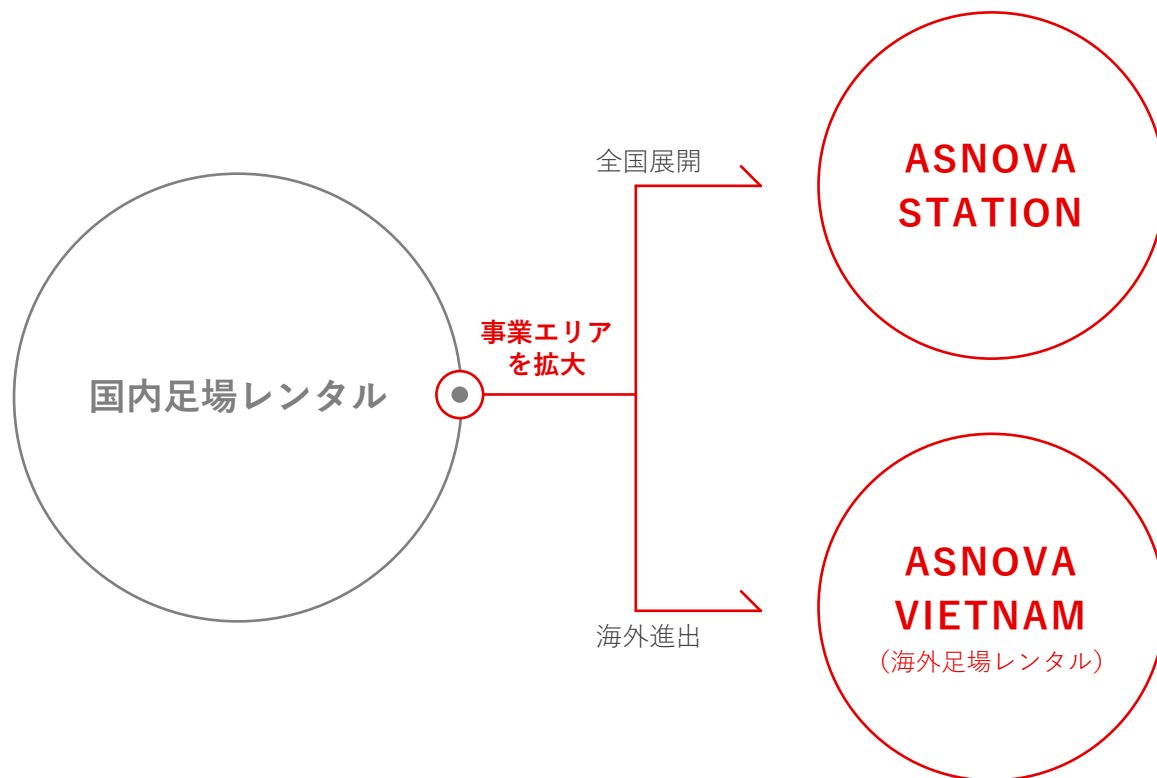 国内足場レンタル
事業エリア
を拡大
全国展開
ASNOVA
STATION
海外進出
ASNOVA
VIETNAM
（海外足場レンタル）